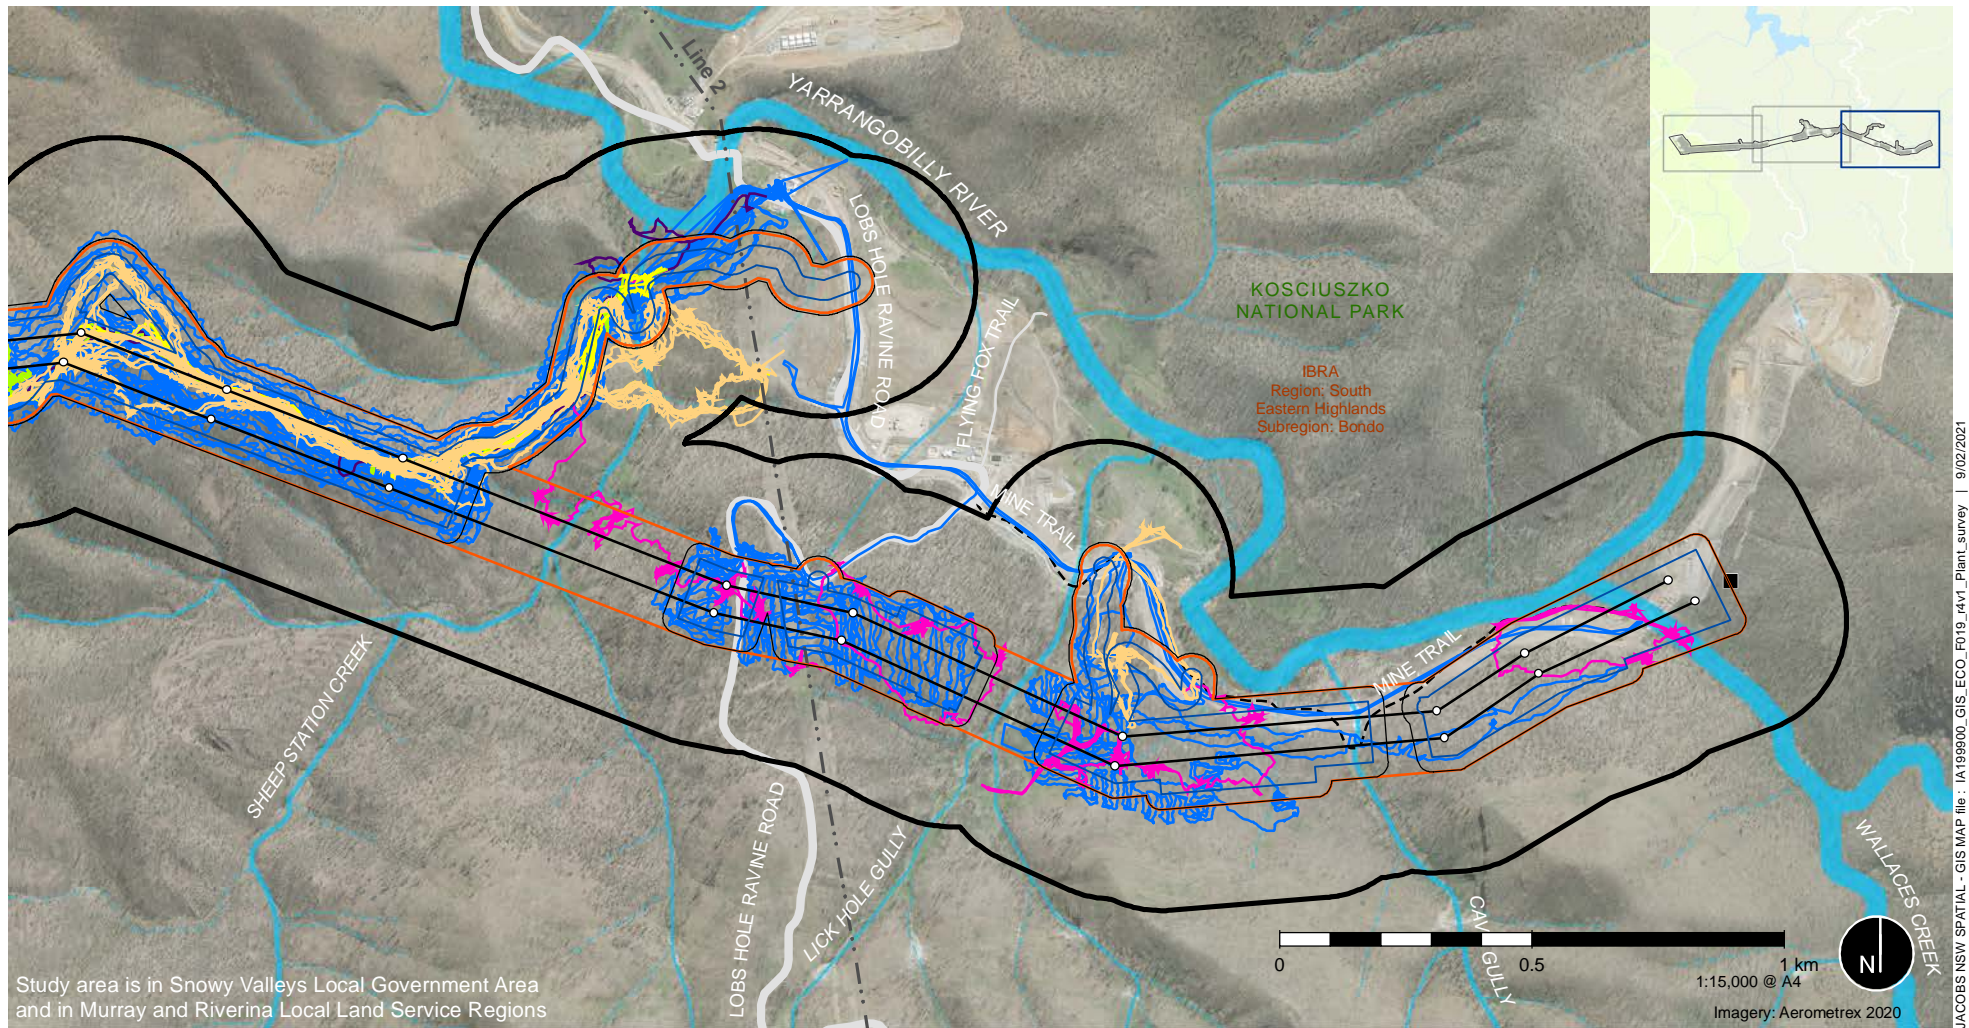 Line 2
YARRANGOBILLY RIVER
LOBS HOLE RAVINE ROAD
FLYING FOX TRAIL
KOSCIUSZKO
NATIONAL PARK
IBRA
Region: South
Eastern Highlands
Subregion: Bondo
MINE TRAIL
MINE TRAIL
SHEEP STATION CREEK
LOBS HOLE RAVINE ROAD
LICK HOLE GULLY
CAVE GULLY
WALLACES CREEK
0 0.5 1 km
1:15,000 @ A4
N
Imagery: Aerometrex 2020
Study area is in Snowy Valleys Local Government Area
and in Murray and Riverina Local Land Service Regions
JACOBS NSW SPATIAL - GIS MAP file : IA199900_GIS_ECO_F019_r4v1_Plant_survey | 9/02/2021